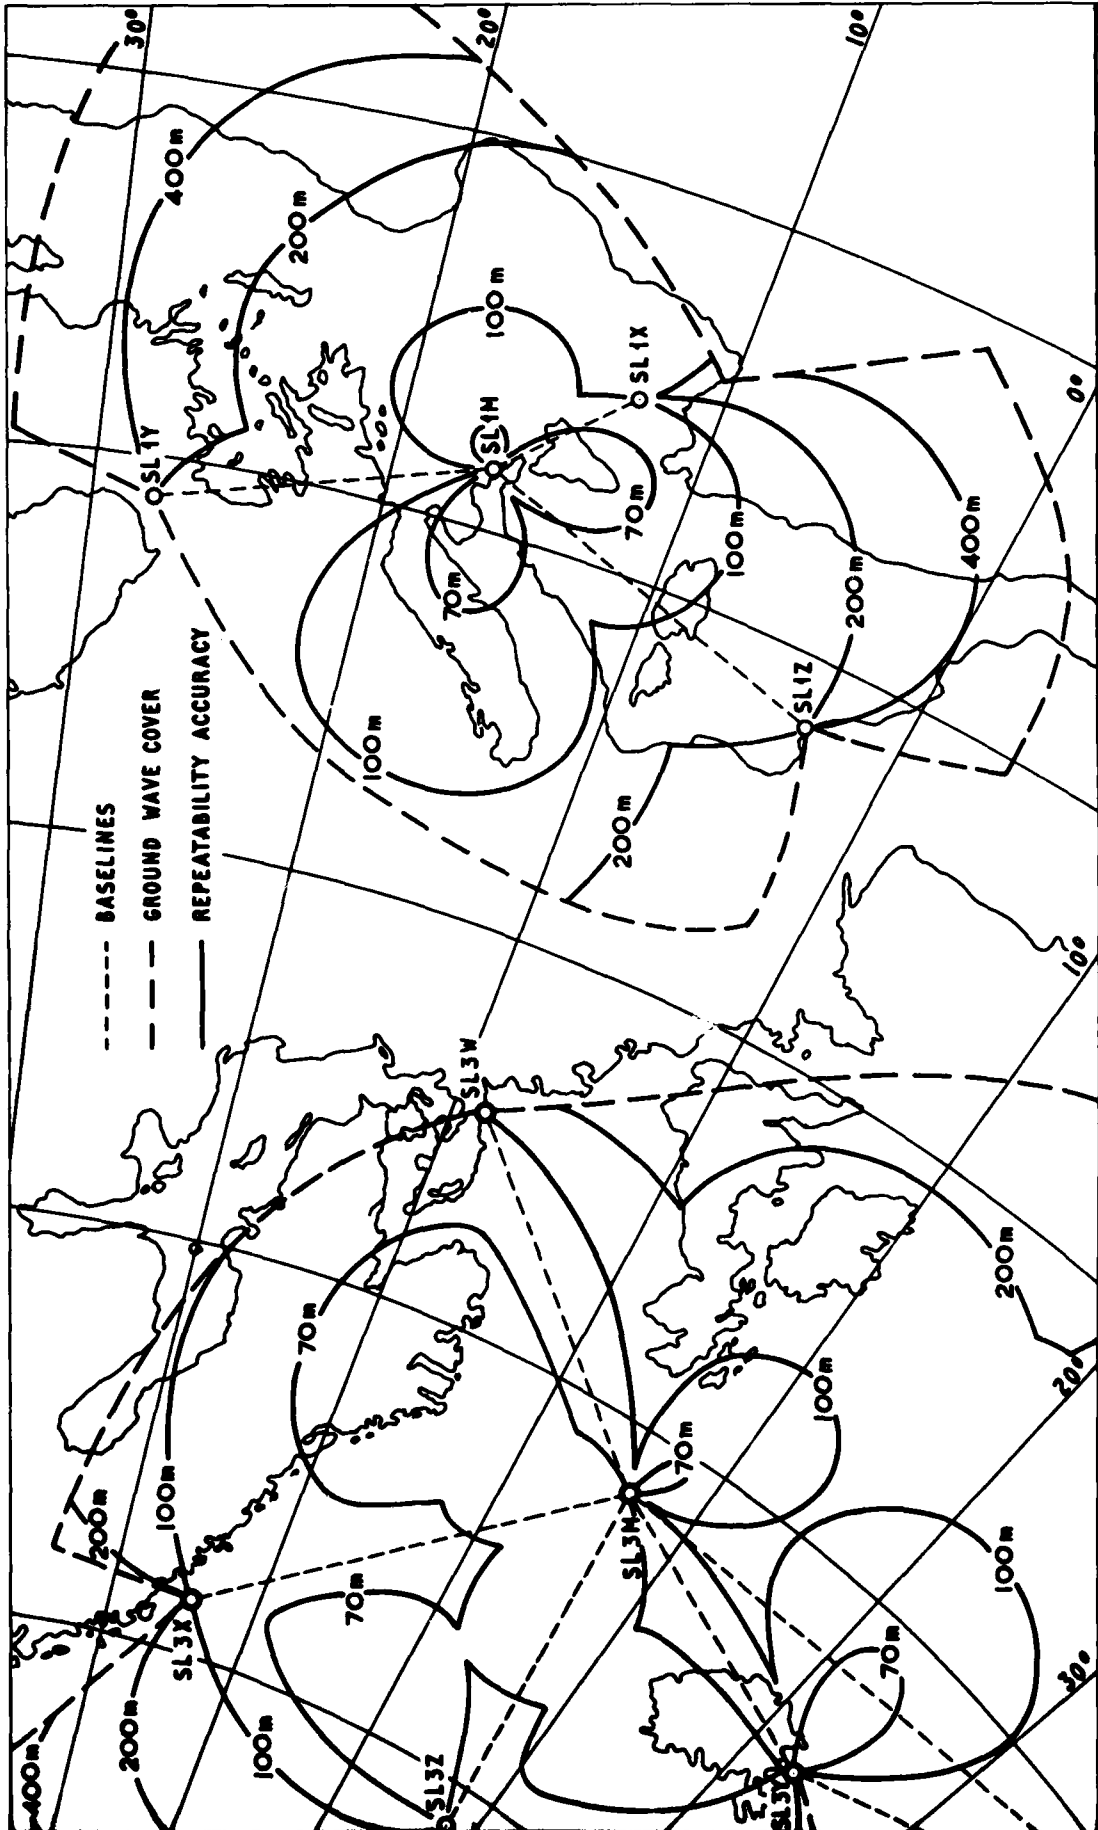 BASELINES
GROUND WAVE COVER
REPEATABILITY ACCURACY
30°
20°
10°
0°
10°
20°
30°
400m
200m
100m
SL1Y
SL1M
SL1X
SL1Z
70m
70m
100m
100m
200m
400m
200m
SL3W
70m
100m
200m
SL3X
200m
400m
100m
70m
SL3Z
SL3M
70m
100m
200m
100m
70m
SL3Y